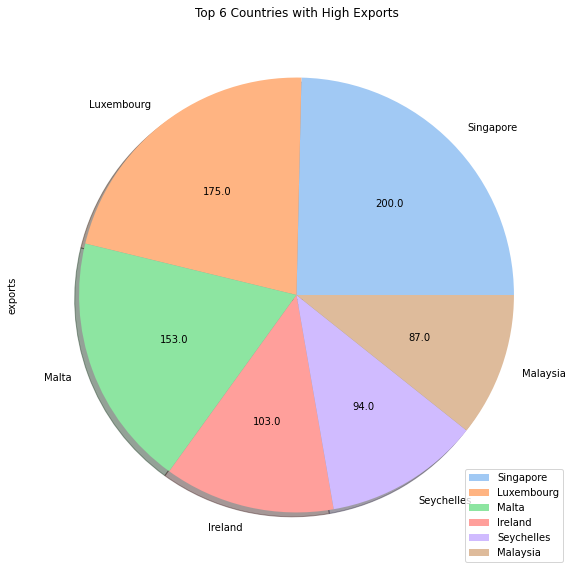 Top 6 Countries with High Exports
Luxembourg
Singapore
175.0
200.0
exports
153.0
87.0
Malta
Malaysia
94.0
103.0
Seychelles
Ireland
Singapore
Luxembourg
Malta
Ireland
Seychelles
Malaysia